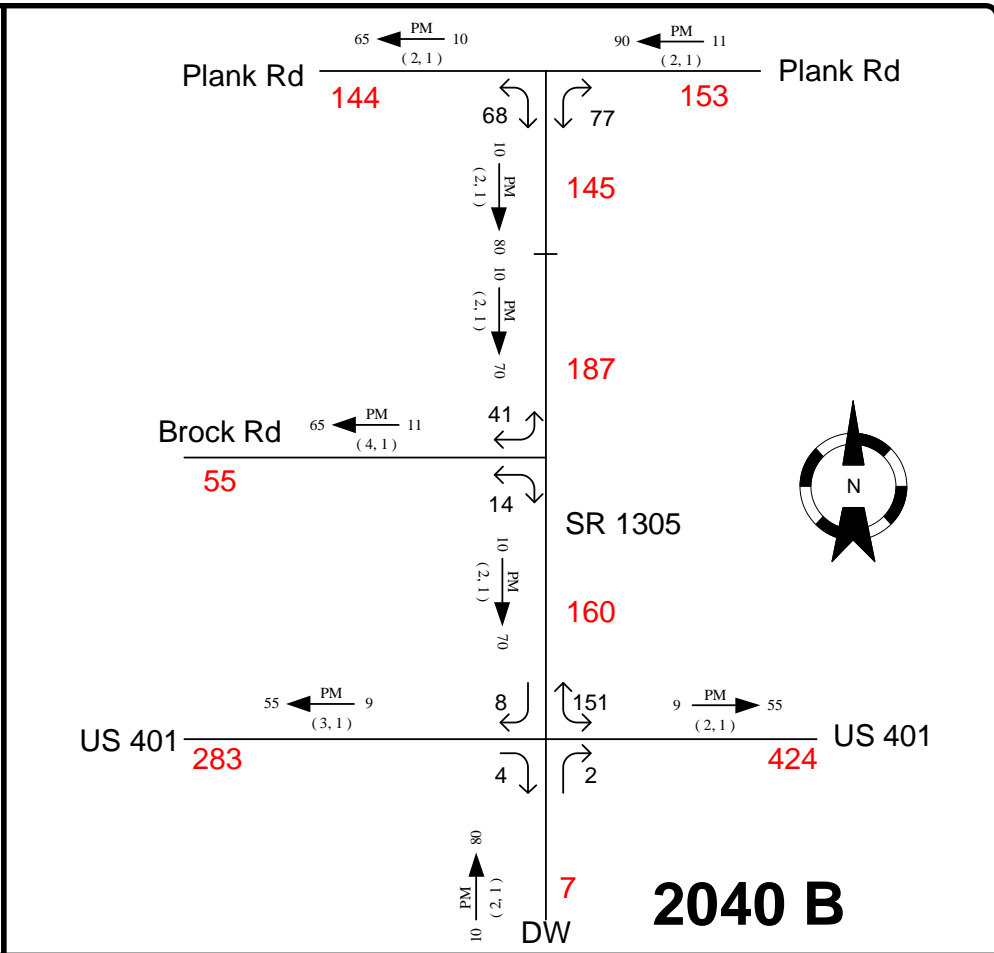 65 PM 10
( 2, 1 )
90 PM 11
( 2, 1 )
Plank Rd
Plank Rd
144
153
68
77
10 PM 80
( 2, 1 )
145
10 PM 70
( 2, 1 )
187
41
65 PM 11
( 4, 1 )
Brock Rd
55
14
N
SR 1305
10 PM 70
( 2, 1 )
160
55 PM 9
( 3, 1 )
8
151
9 PM 55
( 2, 1 )
US 401
US 401
283
424
4
2
10 PM 80
( 2, 1 )
7
2040 B
DW